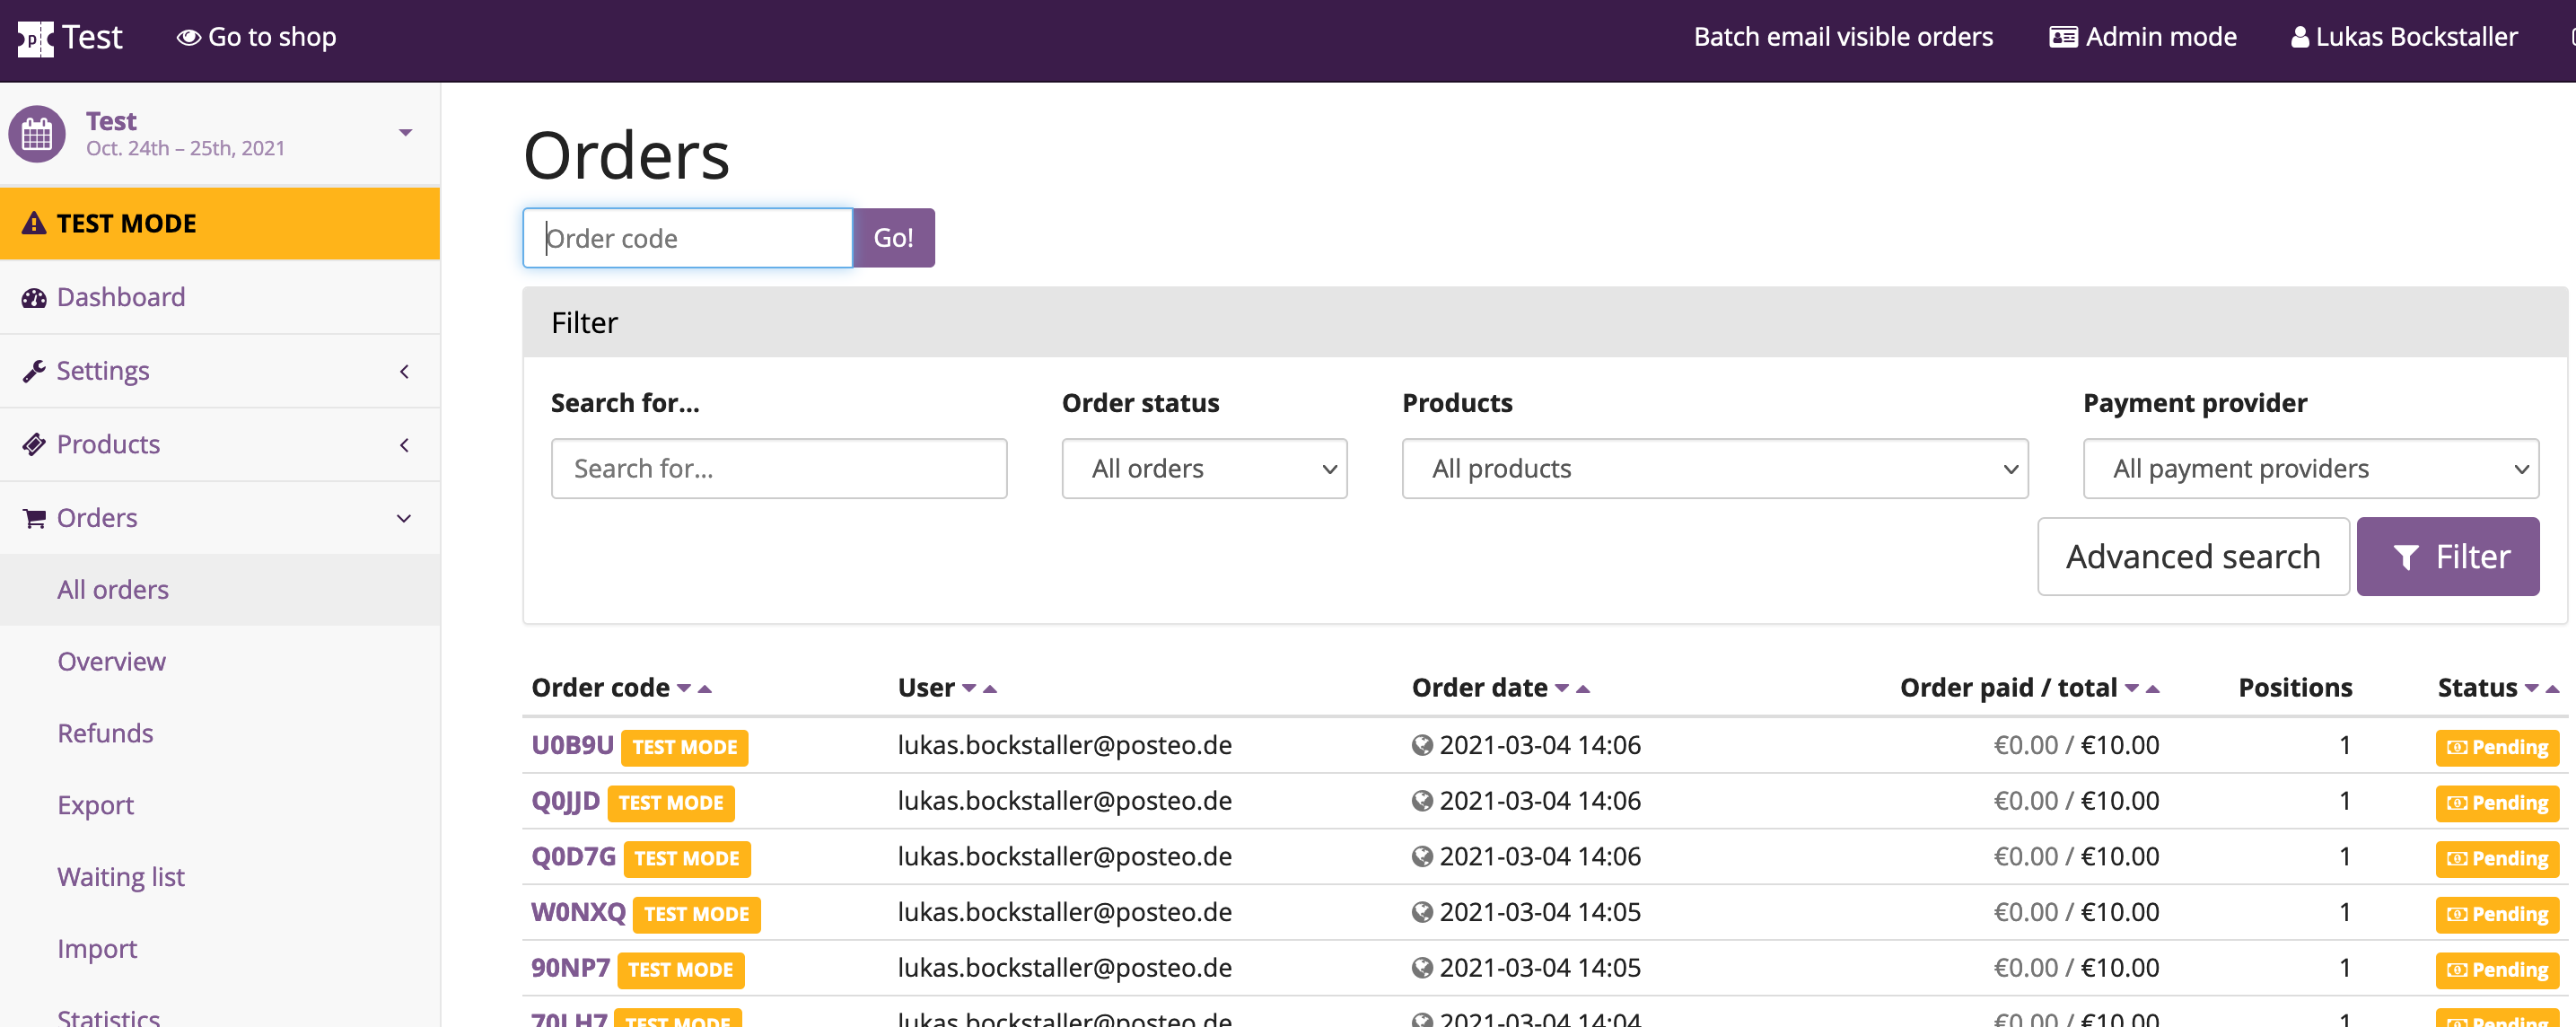 Test Go to shop Batch email visible orders Admin mode Lukas Bockstaller
Test
Oct. 24th – 25th, 2021
TEST MODE
Dashboard
Settings
Products
Orders
All orders
Overview
Refunds
Export
Waiting list
Import
Statistics
Orders
Order code Go!
Filter
Search for... Order status Products Payment provider
Search for... All orders All products All payment providers
Advanced search Filter
Order code User Order date Order paid / total Positions Status
U0B9U TEST MODE lukas.bockstaller@posteo.de 2021-03-04 14:06 €0.00 / €10.00 1 Pending
Q0JJD TEST MODE lukas.bockstaller@posteo.de 2021-03-04 14:06 €0.00 / €10.00 1 Pending
Q0D7G TEST MODE lukas.bockstaller@posteo.de 2021-03-04 14:06 €0.00 / €10.00 1 Pending
W0NXQ TEST MODE lukas.bockstaller@posteo.de 2021-03-04 14:05 €0.00 / €10.00 1 Pending
90NP7 TEST MODE lukas.bockstaller@posteo.de 2021-03-04 14:05 €0.00 / €10.00 1 Pending
TEST MODE lukas.bockstaller@posteo.de 2021-03-04 14:04 €0.00 / €10.00 1 Pending